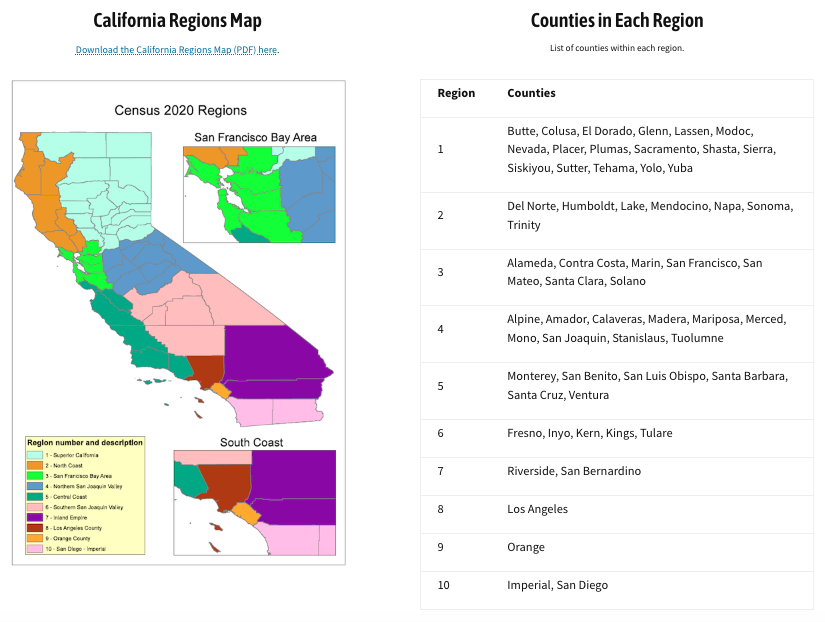 California Regions Map
Download the California Regions Map (PDF) here.
Census 2020 Regions
San Francisco Bay Area
South Coast
Region number and description
1 - Superior California
2 - North Coast
3 - San Francisco Bay Area
4 - Northern San Joaquin Valley
5 - Central Coast
6 - Southern San Joaquin Valley
7 - Inland Empire
8 - Los Angeles County
9 - Orange County
10 - San Diego - Imperial
Counties in Each Region
List of counties within each region.
Region Counties
1 Butte, Colusa, El Dorado, Glenn, Lassen, Modoc,
Nevada, Placer, Plumas, Sacramento, Shasta, Sierra,
Siskiyou, Sutter, Tehama, Yolo, Yuba
2 Del Norte, Humboldt, Lake, Mendocino, Napa, Sonoma,
Trinity
3 Alameda, Contra Costa, Marin, San Francisco, San
Mateo, Santa Clara, Solano
4 Alpine, Amador, Calaveras, Madera, Mariposa, Merced,
Mono, San Joaquin, Stanislaus, Tuolumne
5 Monterey, San Benito, San Luis Obispo, Santa Barbara,
Santa Cruz, Ventura
6 Fresno, Inyo, Kern, Kings, Tulare
7 Riverside, San Bernardino
8 Los Angeles
9 Orange
10 Imperial, San Diego